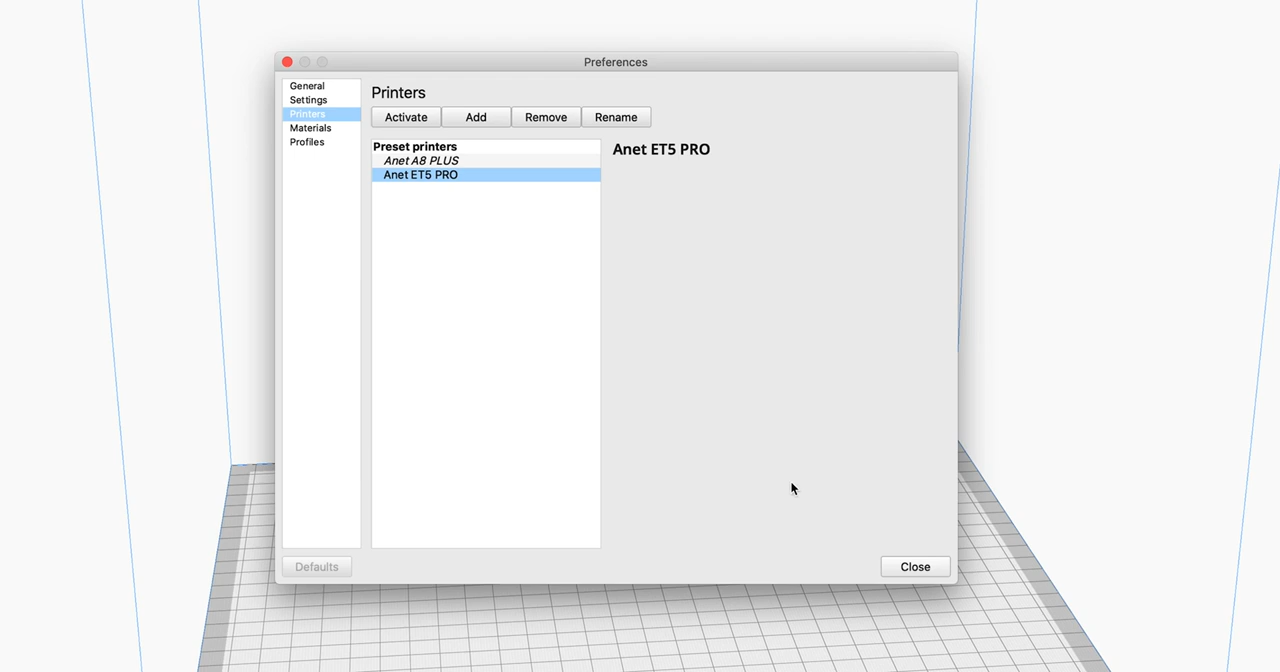 Preferences
General
Settings
Printers
Materials
Profiles
Printers
Activate
Add
Remove
Rename
Preset printers
Anet A8 PLUS
Anet ET5 PRO
Anet ET5 PRO
Defaults
Close